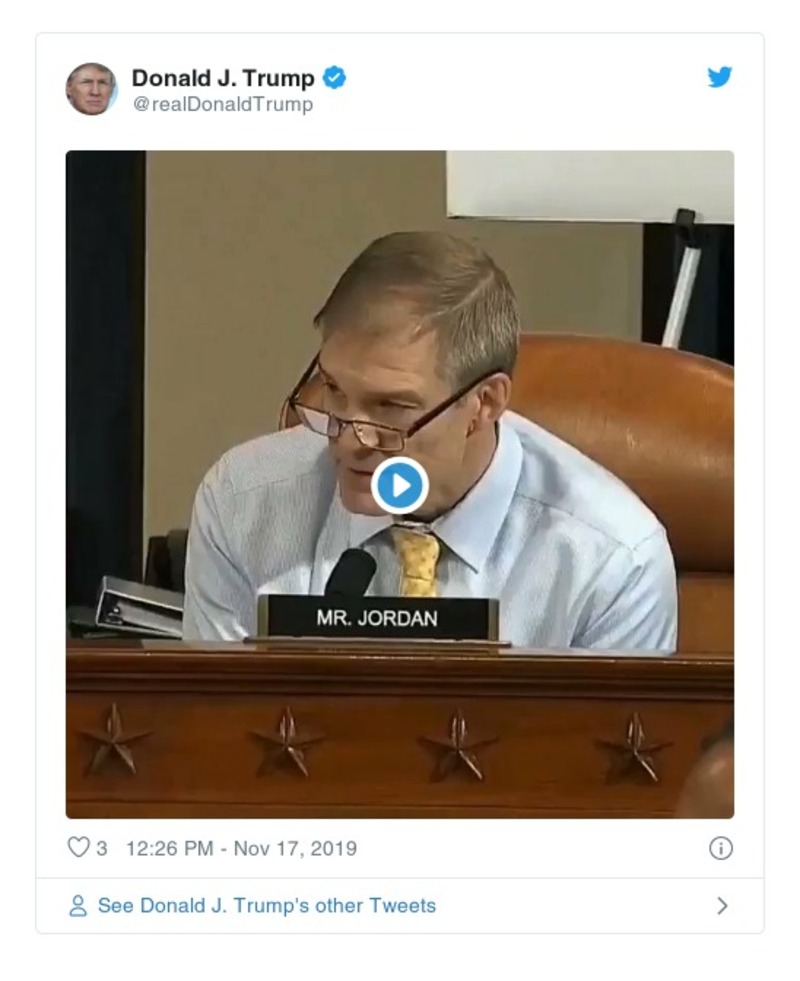 Donald J. Trump
@realDonaldTrump
MR. JORDAN
3 12:26 PM - Nov 17, 2019
See Donald J. Trump's other Tweets